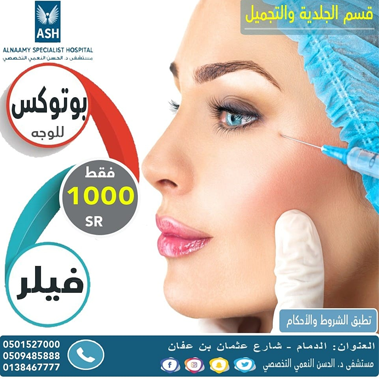 قسم الجلدية والتجميل
ASH
ALNAAMY SPECIALIST HOSPITAL
مستشفى د. الحسن النعمي التخصصي
بوتوكس
للوجه
فقط
1000
SR
فيلر
تطبق الشروط والأحكام
العنوان: الدمام - شارع عثمان بن عفان
مستشفى د. الحسن النعمي التخصصي
0501527000
0509485888
0138467777